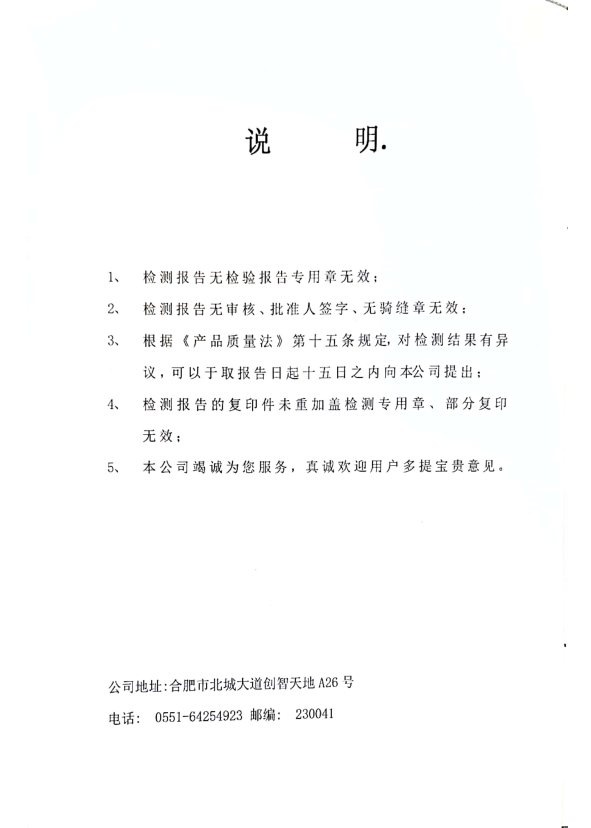 说 明.
1、 检测报告无检验报告专用章无效；
2、 检测报告无审核、批准人签字、无骑缝章无效；
3、 根据《产品质量法》第十五条规定,对检测结果有异
议，可以于取报告日起十五日之内向本公司提出；
4、 检测报告的复印件未重加盖检测专用章、部分复印
无效；
5、 本公司竭诚为您服务，真诚欢迎用户多提宝贵意见。
公司地址:合肥市北城大道创智天地A26号
电话: 0551-64254923 邮编: 230041